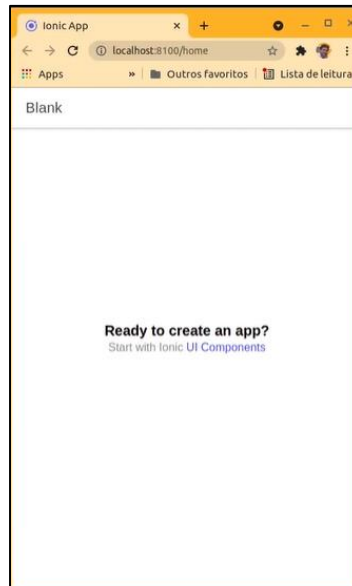 Ionic App
localhost:8100/home
Apps » Outros favoritos Lista de leitura
Blank
Ready to create an app?
Start with Ionic UI Components